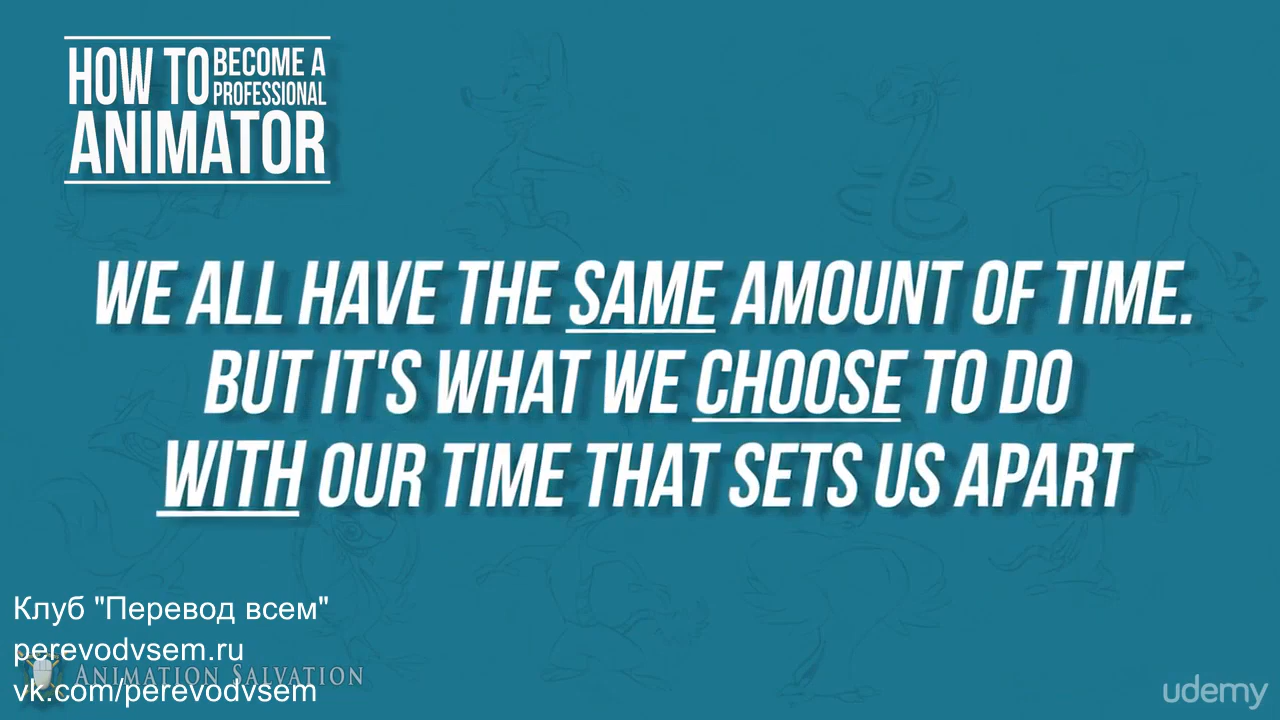 HOW TO BECOME A
PROFESSIONAL
ANIMATOR
WE ALL HAVE THE SAME AMOUNT OF TIME.
BUT IT'S WHAT WE CHOOSE TO DO
WITH OUR TIME THAT SETS US APART
Клуб "Перевод всем"
perevodvsem.ru
ANIMATION SALVATION
vk.com/perevodvsem
udemy